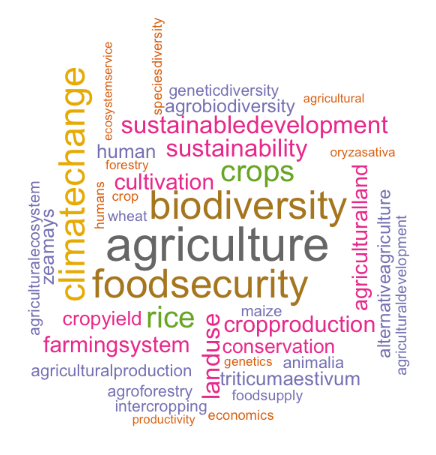 speciesdiversity
ecosystemservice
climatechange
geneticdiversity
agrobiodiversity
agricultural
sustainabledevelopment
human
sustainability
oryzasativa
forestry
crops
cultivation
humans
crop
biodiversity
agriculturalland
wheat
agriculturalecosystem
zeamays
agriculture
alternativeagriculture
agriculturaldevelopment
foodsecurity
maize
cropyield
rice
landuse
cropproduction
farmingsystem
conservation
genetics
animalia
agriculturalproduction
triticumaestivum
agroforestry
foodsupply
intercropping
economics
productivity